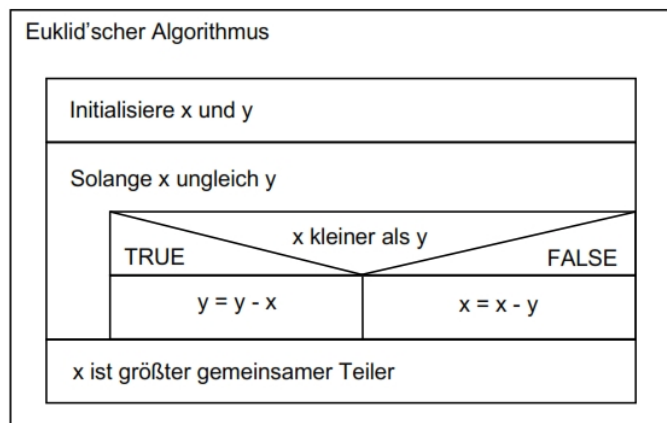 Euklid'scher Algorithmus
Initialisiere x und y
Solange x ungleich y
x kleiner als y
TRUE
FALSE
y = y - x
x = x - y
x ist größter gemeinsamer Teiler